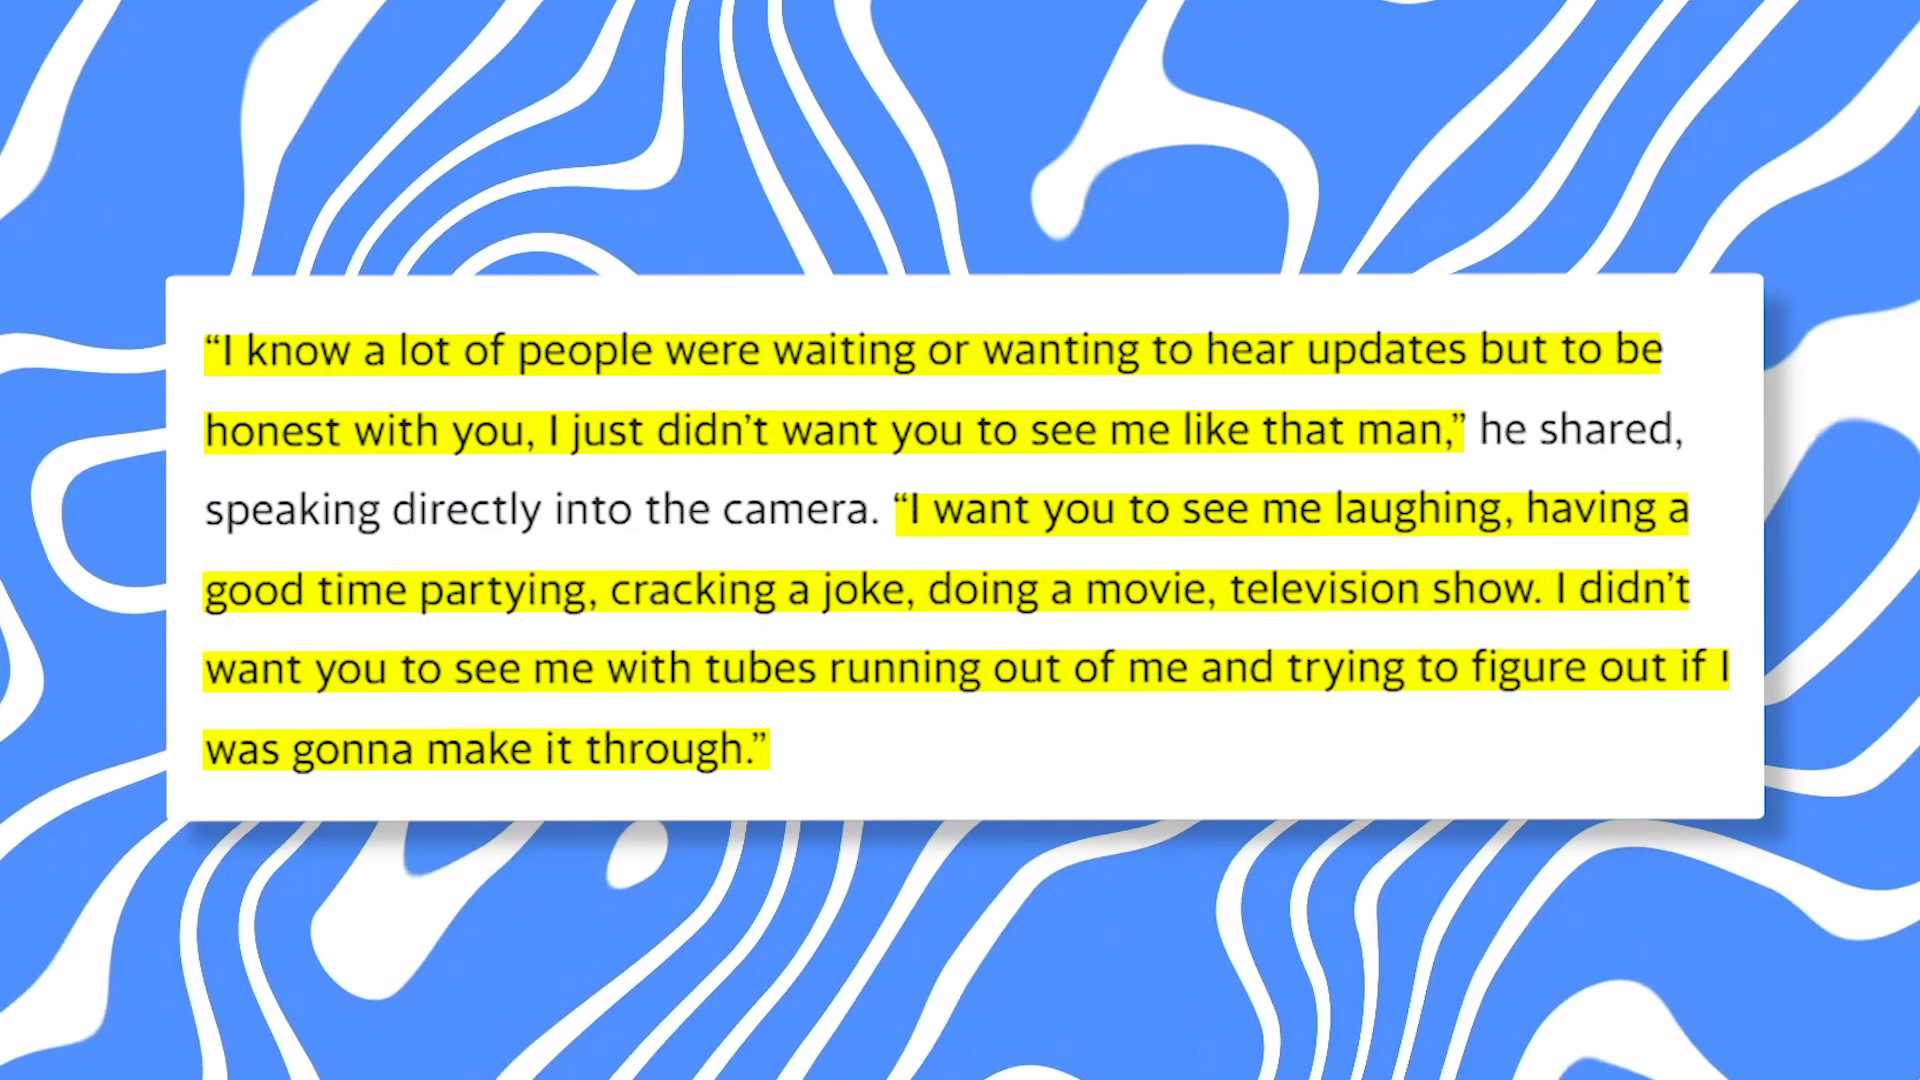 “I know a lot of people were waiting or wanting to hear updates but to be
honest with you, I just didn’t want you to see me like that man,” he shared,
speaking directly into the camera. “I want you to see me laughing, having a
good time partying, cracking a joke, doing a movie, television show. I didn’t
want you to see me with tubes running out of me and trying to figure out if I
was gonna make it through.”